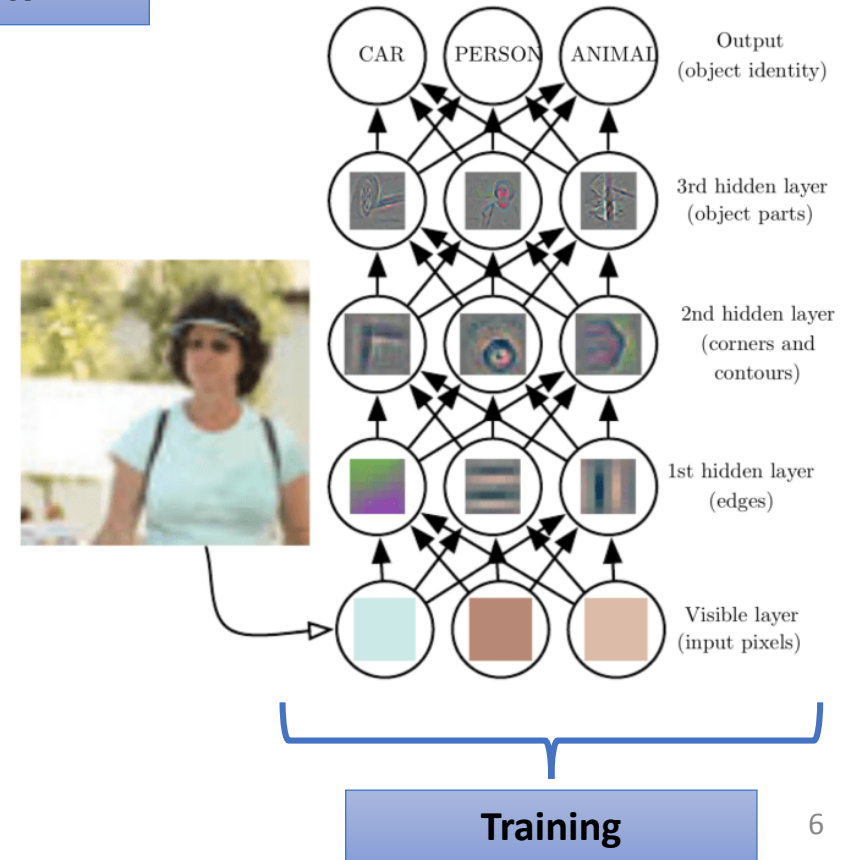 CAR PERSON ANIMAL
Output
(object identity)
3rd hidden layer
(object parts)
2nd hidden layer
(corners and
contours)
1st hidden layer
(edges)
Visible layer
(input pixels)
Training
6